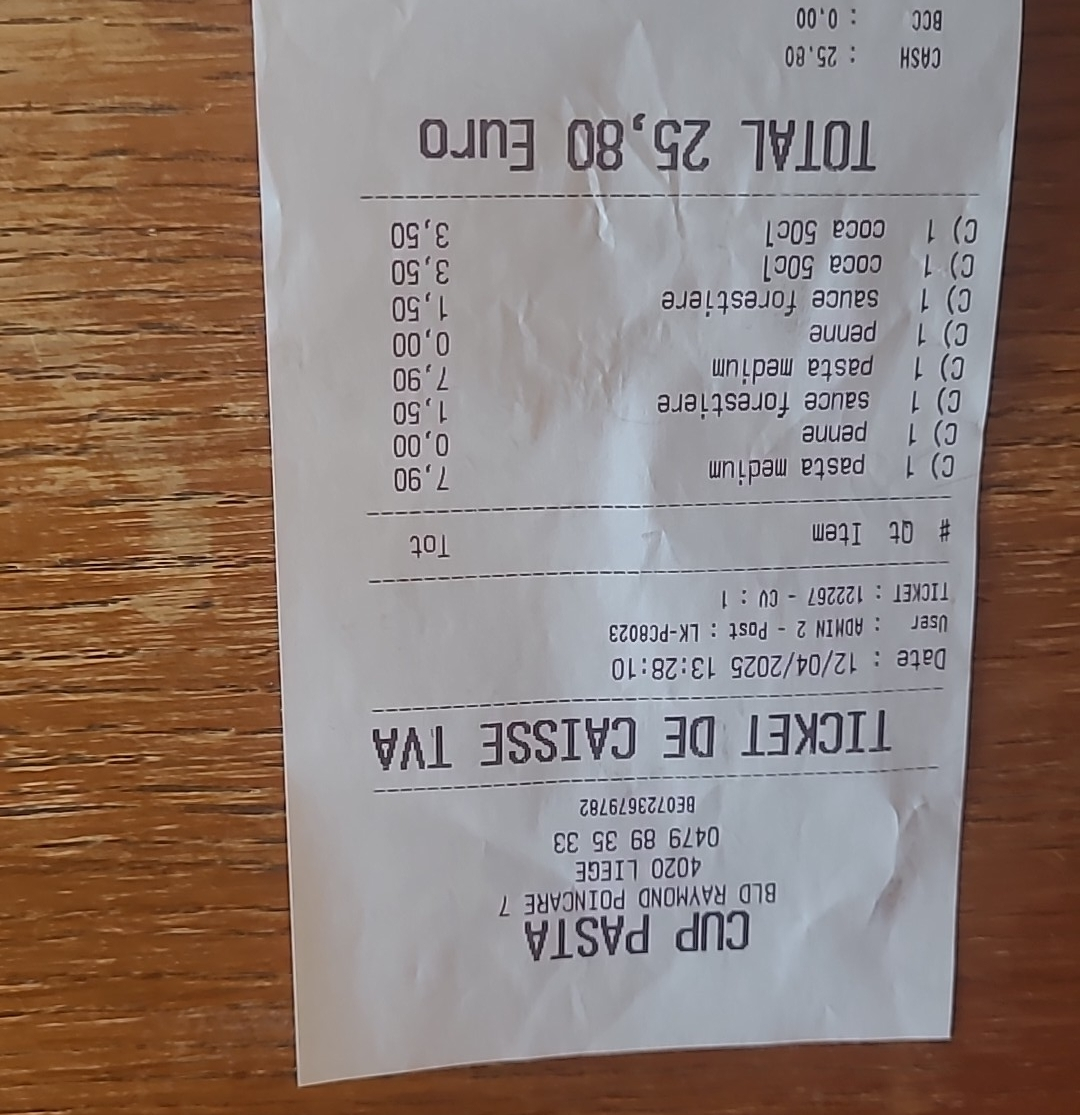 CUP PASTA
BLD RAYMOND POINCARE 7
4020 LIEGE
0479 89 35 33
BE0723679782
TICKET DE CAISSE TVA
Date : 12/04/2025 13:28:10
User : ADMIN 2 - Post : LK-PC8023
TICKET : 122267 - CU : 1
# Qt Item Tot
C) 1 pasta medium 7,90
C) 1 penne 0,00
C) 1 sauce forestiere 1,50
C) 1 pasta medium 7,90
C) 1 penne 0,00
C) 1 sauce forestiere 1,50
C) 1 coca 50cl 3,50
C) 1 coca 50cl 3,50
TOTAL 25,80 Euro
CASH : 25.80
BCC : 0.00